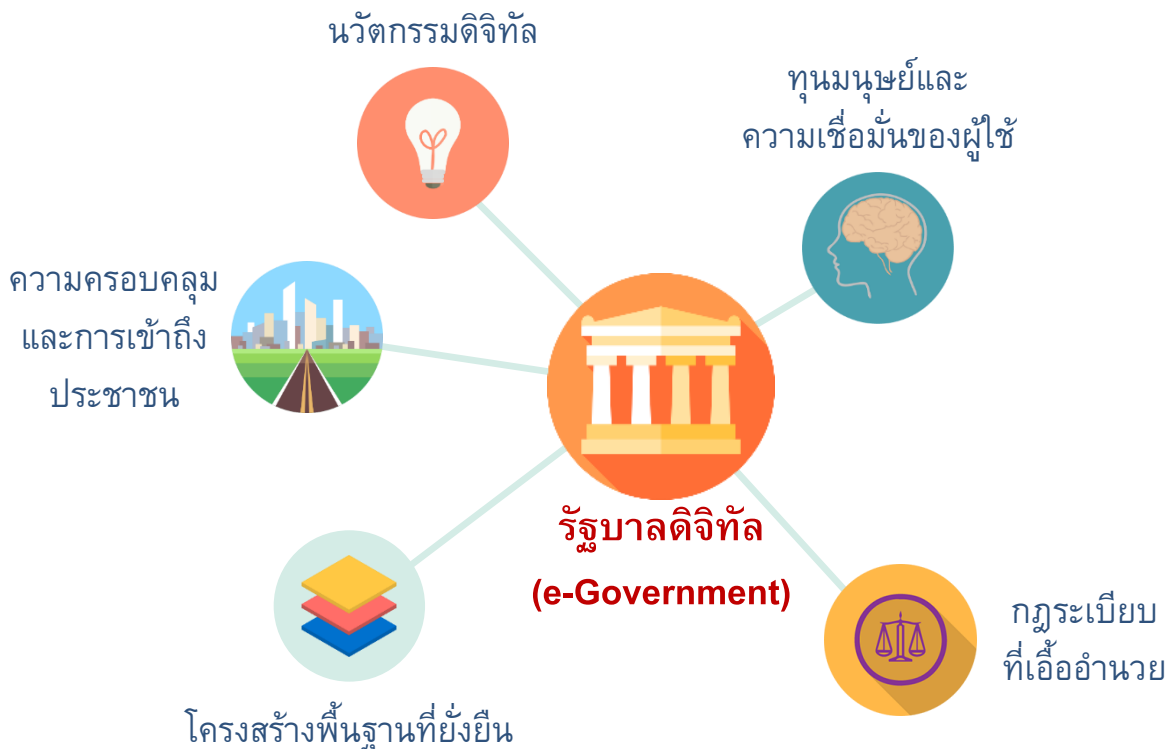 นวัตกรรมดิจิทัล
ทุนมนุษย์และ
ความเชื่อมั่นของผู้ใช้
ความครอบคลุม
และการเข้าถึง
ประชาชน
รัฐบาลดิจิทัล
(e-Government)
กฎระเบียบ
ที่เอื้ออำนวย
โครงสร้างพื้นฐานที่ยั่งยืน